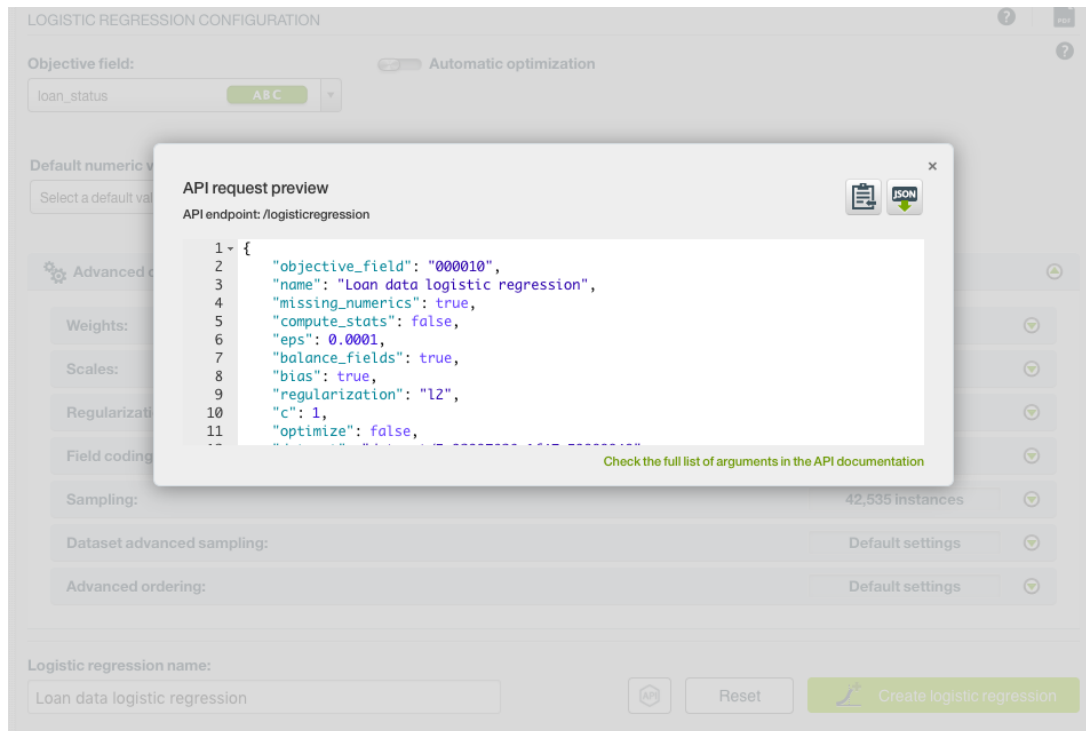 LOGISTIC REGRESSION CONFIGURATION
?
PDF
?
Objective field:
Automatic optimization
loan_status
ABC
Default numeric v
Select a default val
API request preview
×
API endpoint: /logisticregression
JSON
1 {
2 "objective_field": "000010",
3 "name": "Loan data logistic regression",
4 "missing_numerics": true,
5 "compute_stats": false,
6 "eps": 0.0001,
7 "balance_fields": true,
8 "bias": true,
9 "regularization": "l2",
10 "c": 1,
11 "optimize": false,
Check the full list of arguments in the API documentation
Advanced c
Weights:
Scales:
Regularizati
Field coding
Sampling:
42,535 instances
Dataset advanced sampling:
Default settings
Advanced ordering:
Default settings
Logistic regression name:
Loan data logistic regression
API
Reset
Create logistic regression